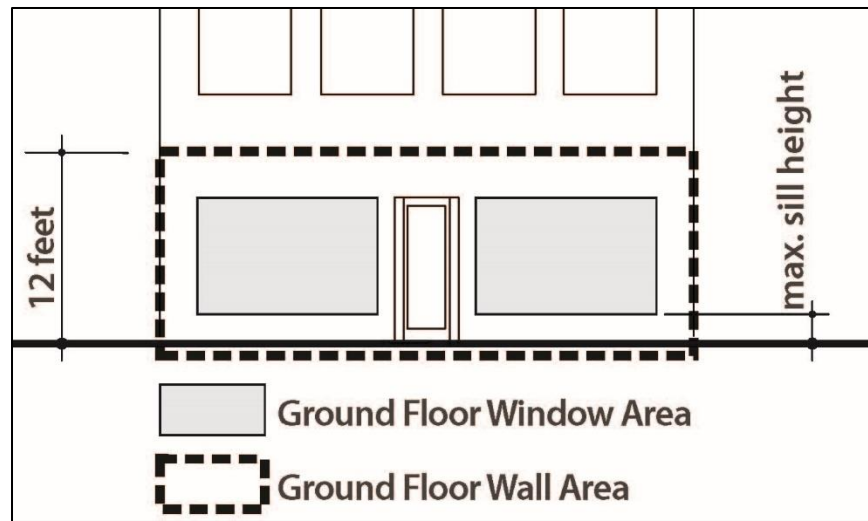 12 feet
max. sill height
Ground Floor Window Area
Ground Floor Wall Area